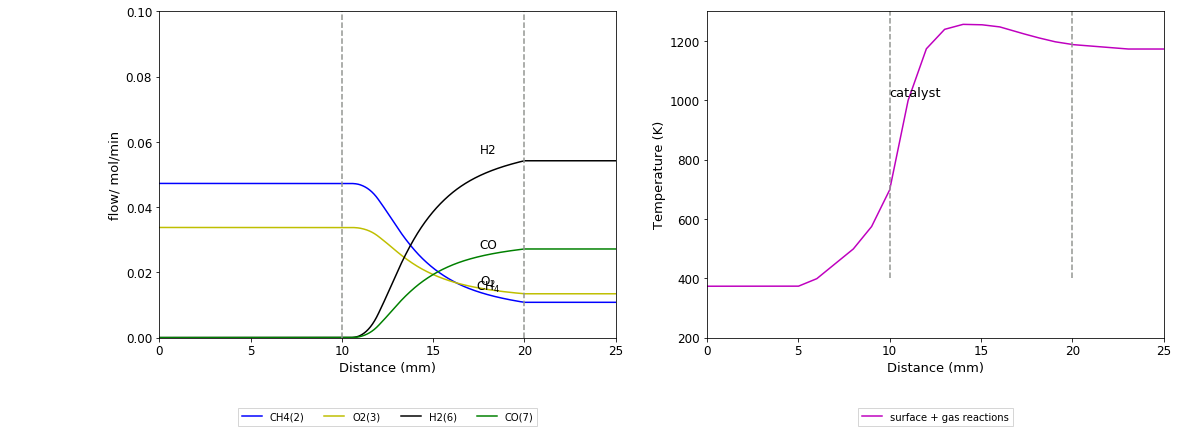 0.10
0.08
0.06
0.04
0.02
0.00
flow/ mol/min
H2
CO
O₂
CH₄
0 5 10 15 20 25
Distance (mm)
CH4(2) O2(3) H2(6) CO(7)
1200
1000
800
600
400
200
Temperature (K)
catalyst
0 5 10 15 20 25
Distance (mm)
surface + gas reactions